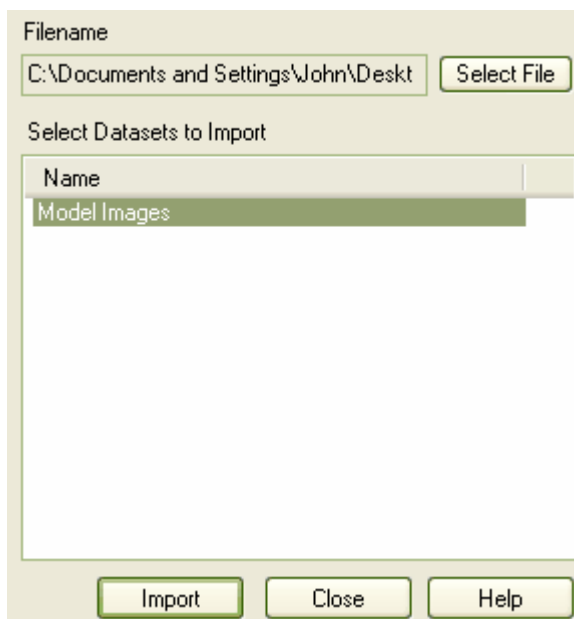 Filename
C:\Documents and Settings\John\Deskt Select File
Select Datasets to Import
Name
Model Images
Import Close Help